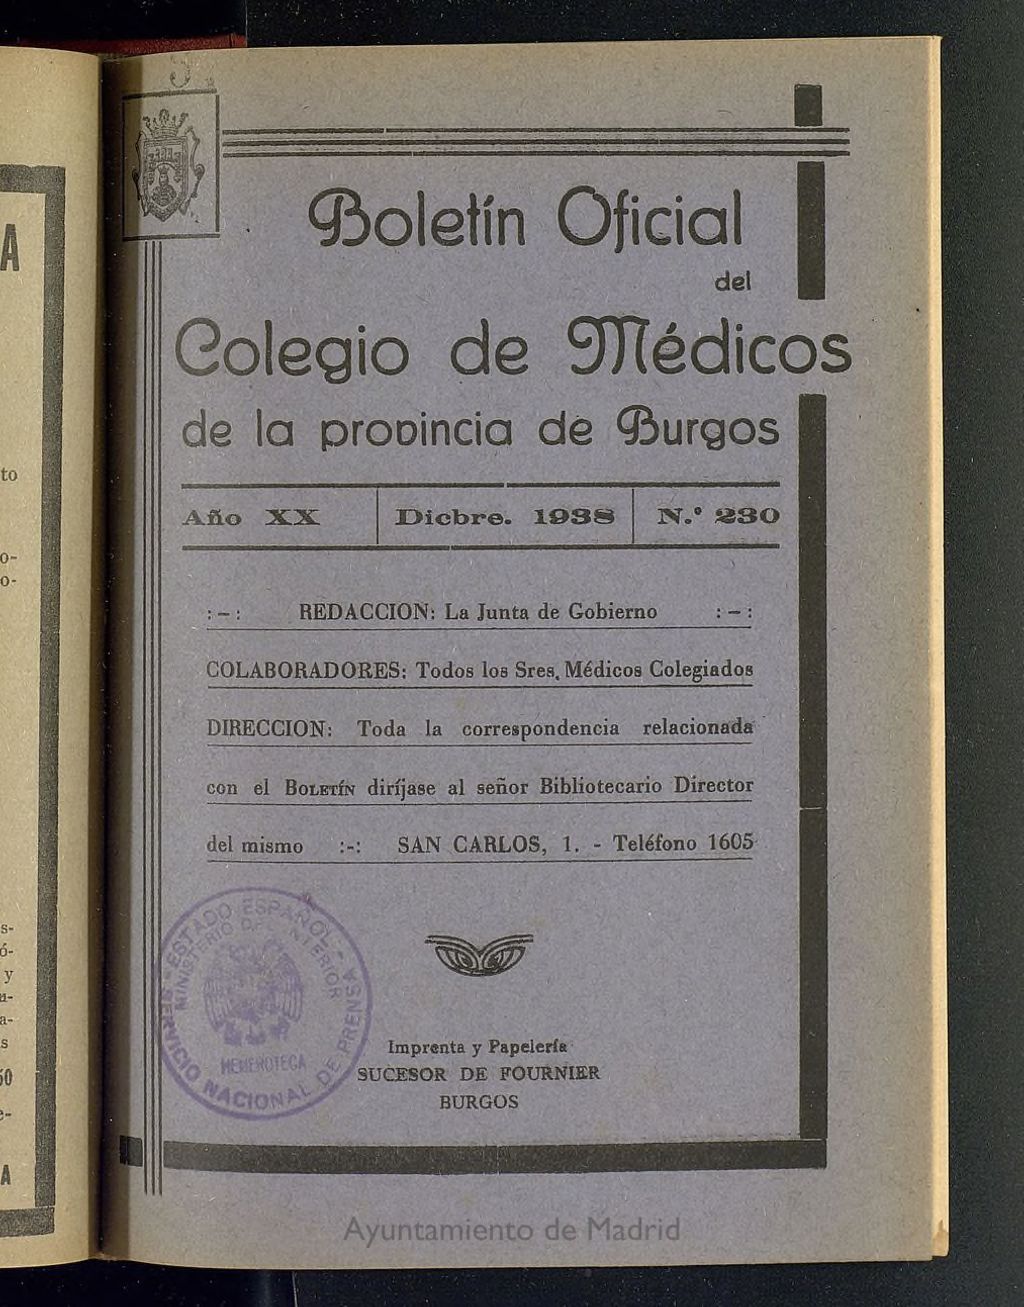 Boletín Oficial
del
Colegio de Médicos
de la provincia de Burgos
Año XX Dicbre. 1938 N.º 230
:-: REDACCION: La Junta de Gobierno :-:
COLABORADORES: Todos los Sres. Médicos Colegiados
DIRECCION: Toda la correspondencia relacionada
con el BOLETÍN diríjase al señor Bibliotecario Director
del mismo :-: SAN CARLOS, 1. - Teléfono 1605
ESTADO ESPAÑOL
MINISTERIO DEL INTERIOR
HEMEROTECA
SERVICIO NACIONAL DE PRENSA
Imprenta y Papelería
SUCESOR DE FOURNIER
BURGOS
Ayuntamiento de Madrid
A
to
o-
o-
s-
ó-
y
a-
s
A